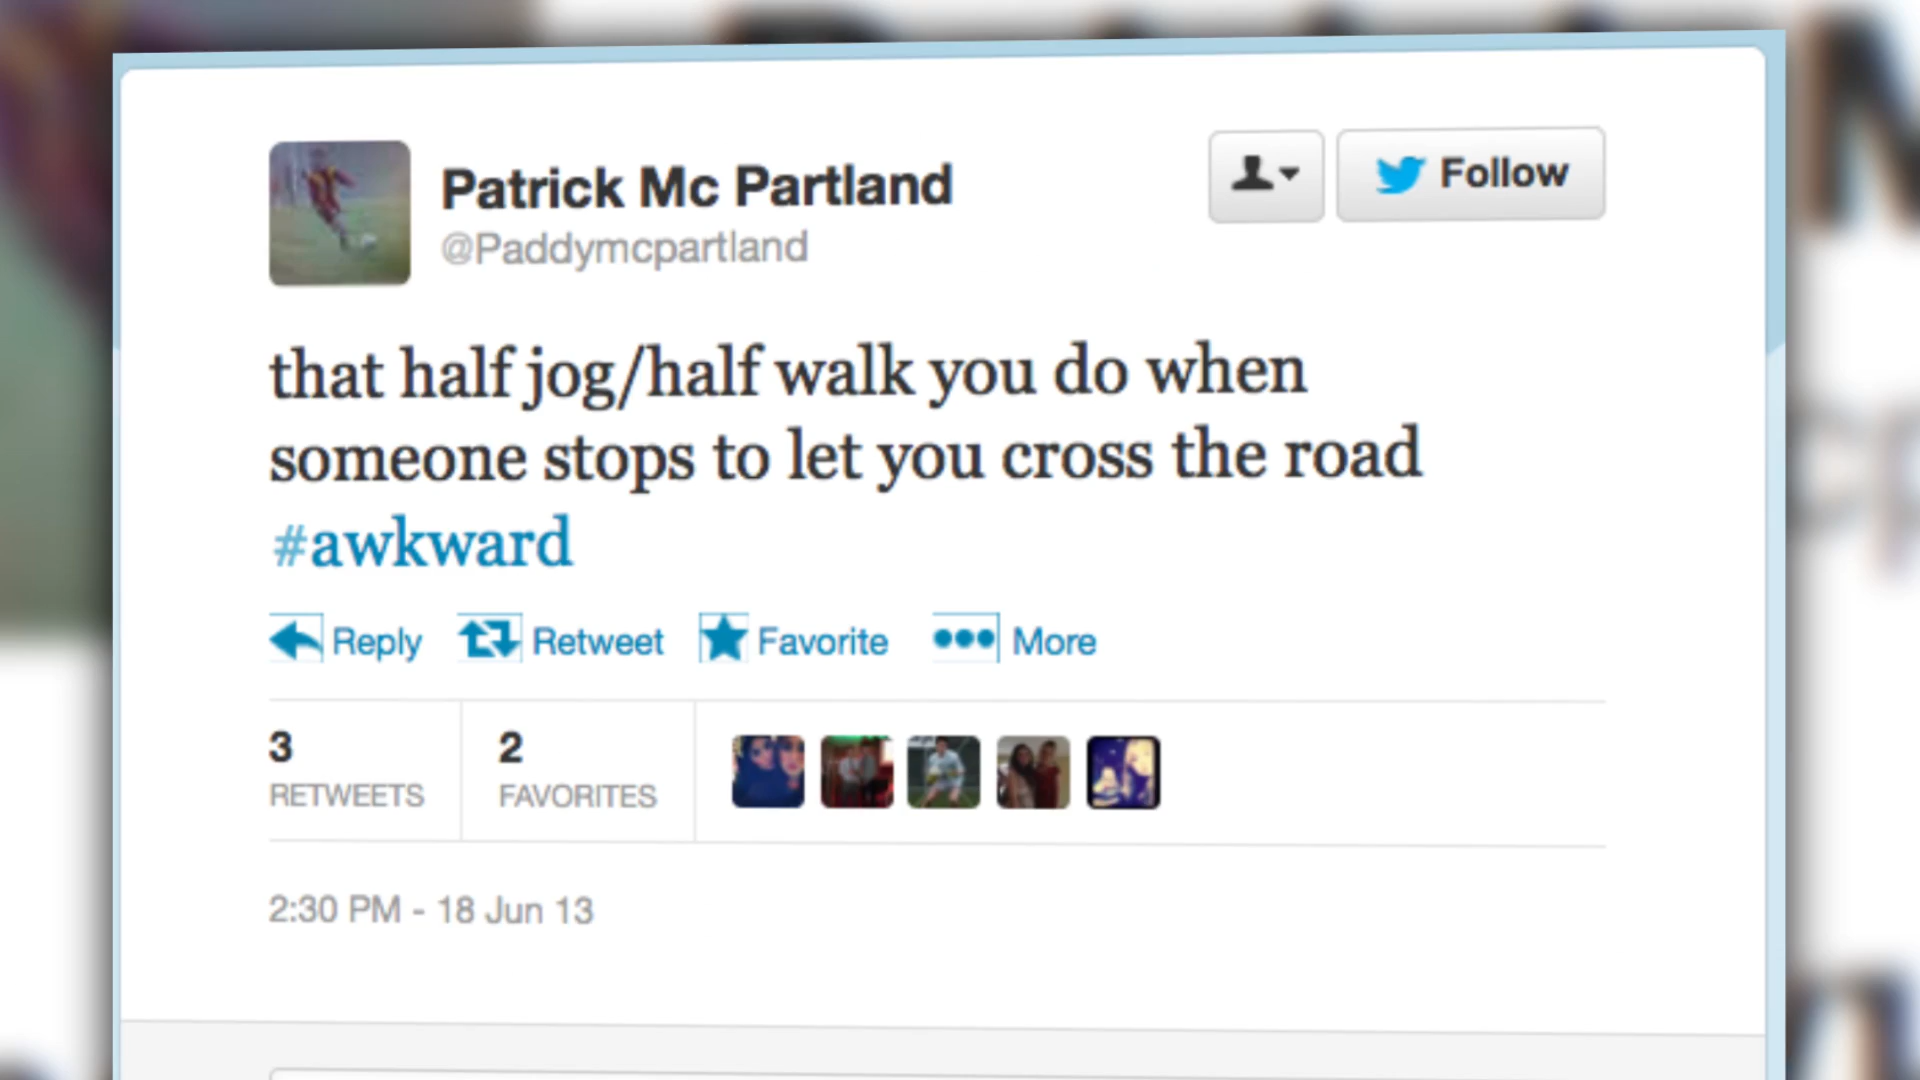 Patrick Mc Partland
@Paddymcpartland
Follow
that half jog/half walk you do when
someone stops to let you cross the road
#awkward
Reply Retweet Favorite More
3 RETWEETS
2 FAVORITES
2:30 PM - 18 Jun 13